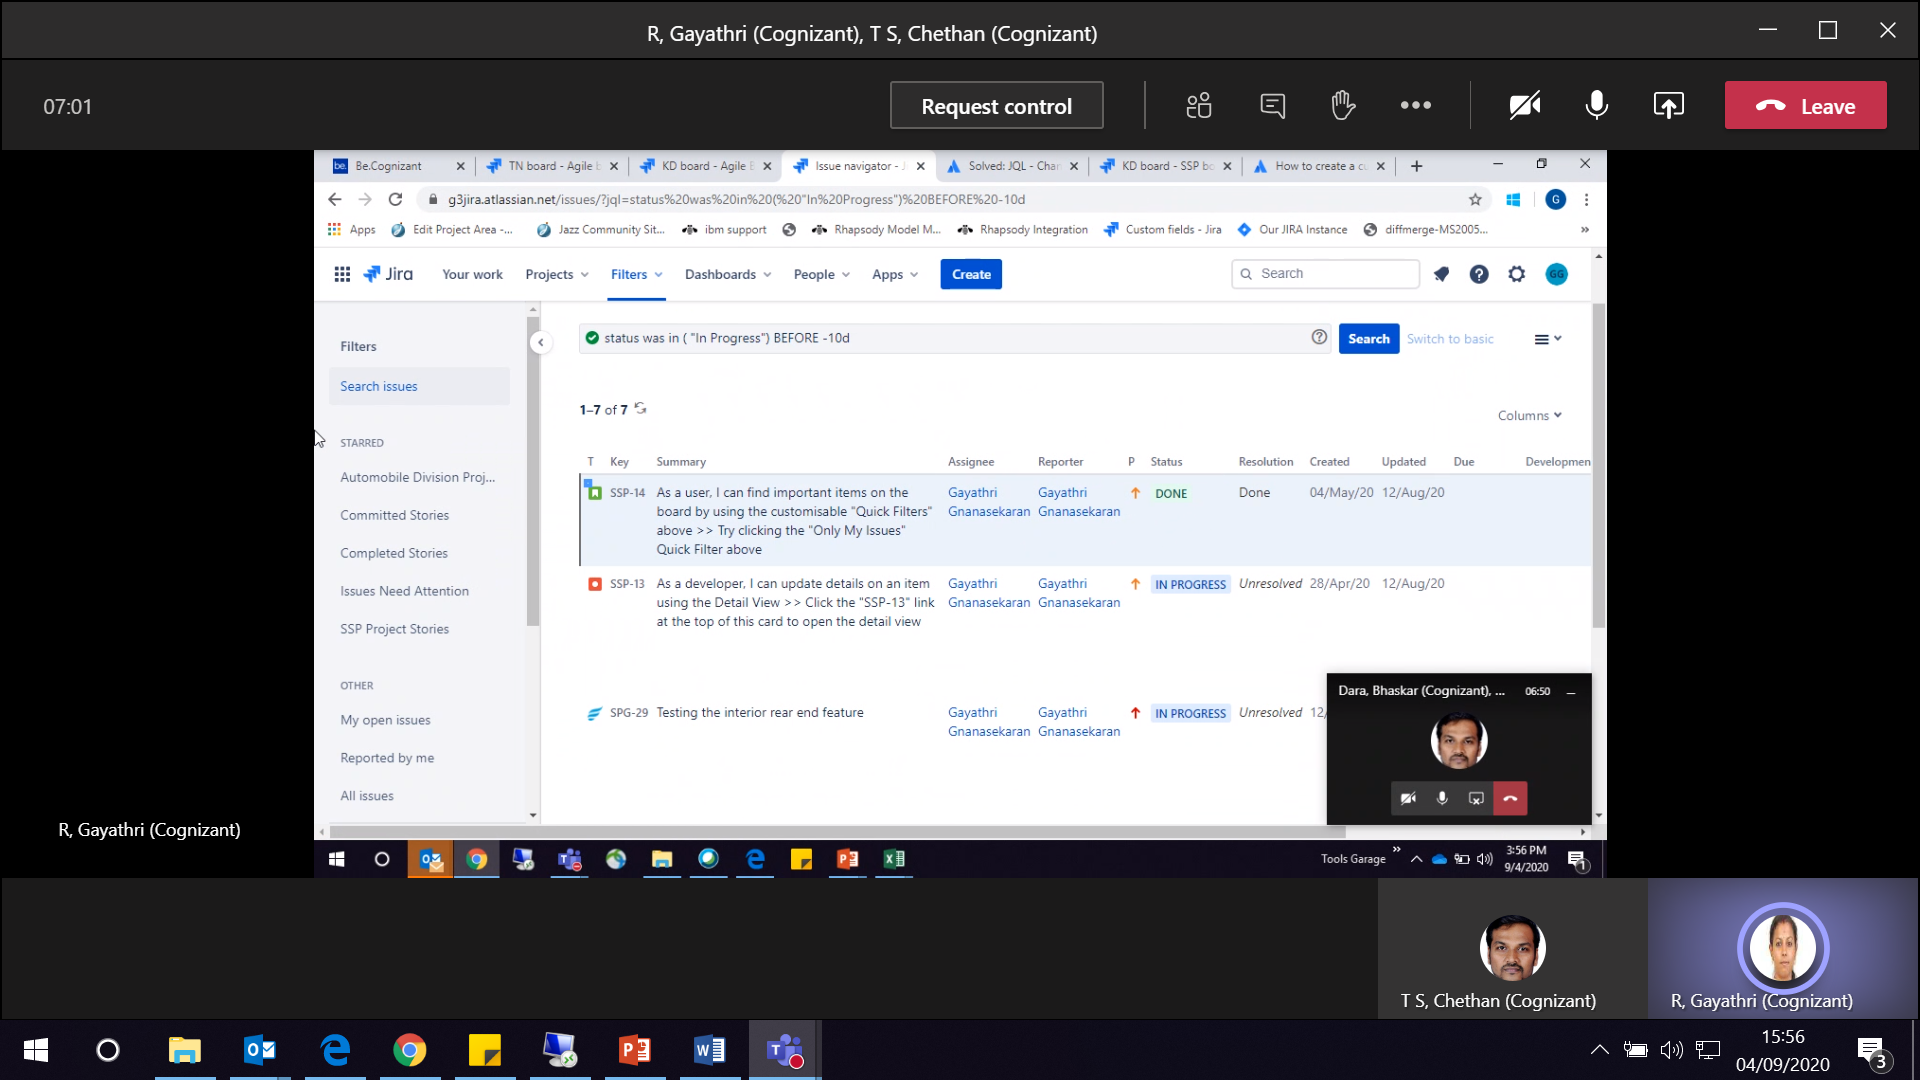 R, Gayathri (Cognizant), T S, Chethan (Cognizant)
07:01
Request control
Leave
be.
Be.Cognizant
TN board - Agile b
KD board - Agile B
Issue navigator - J
Solved: JQL - Chan
KD board - SSP bo
How to create a cu
g3jira.atlassian.net/issues/?jql=status%20was%20in%20(%20"In%20Progress")%20BEFORE%20-10d
G
Apps
Edit Project Area -...
Jazz Community Sit...
ibm support
Rhapsody Model M...
Rhapsody Integration
Custom fields - Jira
Our JIRA Instance
diffmerge-MS2005...
Jira
Your work
Projects
Filters
Dashboards
People
Apps
Create
Search
GG
Filters
Search issues
STARRED
Automobile Division Proj...
Committed Stories
Completed Stories
Issues Need Attention
SSP Project Stories
OTHER
My open issues
Reported by me
All issues
status was in ( "In Progress") BEFORE -10d
Search
Switch to basic
1–7 of 7
Columns
T Key Summary Assignee Reporter P Status Resolution Created Updated Due Developmen
SSP-14 As a user, I can find important items on the Gayathri Gayathri DONE Done 04/May/20 12/Aug/20
board by using the customisable "Quick Filters" Gnanasekaran Gnanasekaran
above >> Try clicking the "Only My Issues"
Quick Filter above
SSP-13 As a developer, I can update details on an item Gayathri Gayathri IN PROGRESS Unresolved 28/Apr/20 12/Aug/20
using the Detail View >> Click the "SSP-13" link Gnanasekaran Gnanasekaran
at the top of this card to open the detail view
SPG-29 Testing the interior rear end feature Gayathri Gayathri IN PROGRESS Unresolved 12/
Gnanasekaran Gnanasekaran
Dara, Bhaskar (Cognizant), ... 06:50
R, Gayathri (Cognizant)
Tools Garage
3:56 PM
9/4/2020
1
T S, Chethan (Cognizant)
R, Gayathri (Cognizant)
15:56
04/09/2020
3